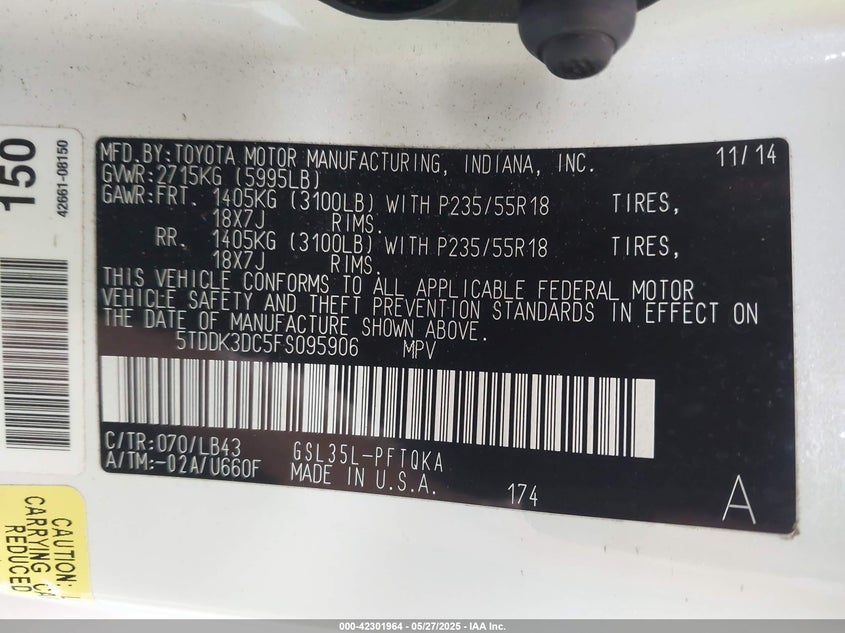 MFD.BY:TOYOTA MOTOR MANUFACTURING, INDIANA, INC. 11/14
GVWR:2715KG (5995LB)
GAWR:FRT. 1405KG (3100LB) WITH P235/55R18 TIRES,
18X7J RIMS.
RR. 1405KG (3100LB) WITH P235/55R18 TIRES,
18X7J RIMS.
THIS VEHICLE CONFORMS TO ALL APPLICABLE FEDERAL MOTOR
VEHICLE SAFETY AND THEFT PREVENTION STANDARDS IN EFFECT ON
THE DATE OF MANUFACTURE SHOWN ABOVE.
5TDDK3DC5FS095906 MPV
C/TR:070/LB43 GSL35L-PFTQKA
A/TM:-02A/U660F MADE IN U.S.A. 174 A
150
42661-08150
CAUTION:
CARRYING
REDUCED
000-42301964 - 05/27/2025 - IAA Inc.